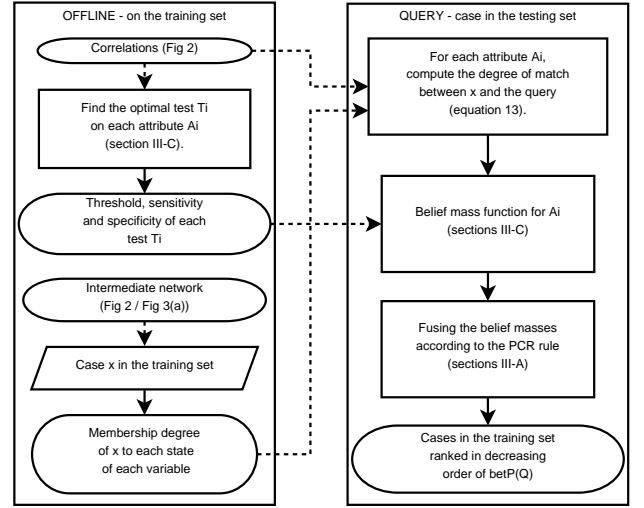 OFFLINE - on the training set
Correlations (Fig 2)
Find the optimal test Ti
on each attribute Ai
(section III-C).
Threshold, sensitivity
and specificity of each
test Ti
Intermediate network
(Fig 2 / Fig 3(a))
Case x in the training set
Membership degree
of x to each state
of each variable
QUERY - case in the testing set
For each attribute Ai,
compute the degree of match
between x and the query
(equation 13).
Belief mass function for Ai
(sections III-C)
Fusing the belief masses
according to the PCR rule
(sections III-A)
Cases in the training set
ranked in decreasing
order of betP(Q)